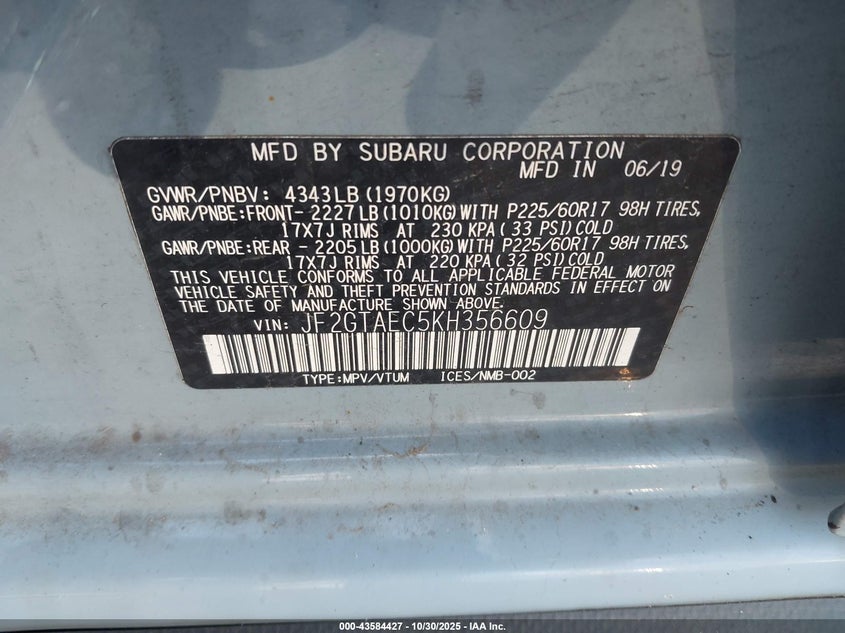 MFD BY SUBARU CORPORATION
MFD IN 06/19
GVWR/PNBV: 4343LB(1970KG)
GAWR/PNBE:FRONT- 2227LB(1010KG)WITH P225/60R17 98H TIRES,
17X7J RIMS AT 230 KPA(33 PSI)COLD
GAWR/PNBE:REAR - 2205LB(1000KG)WITH P225/60R17 98H TIRES,
17X7J RIMS AT 220 KPA(32 PSI)COLD
THIS VEHICLE CONFORMS TO ALL APPLICABLE FEDERAL MOTOR
VEHICLE SAFETY AND THEFT PREVENTION STANDARDS IN EFFECT ON
THE DATE OF MANUFACTURE SHOWN ABOVE.
VIN: JF2GTAEC5KH356609
TYPE:MPV/VTUM ICES/NMB-002
000-43584427 - 10/30/2025 - IAA Inc.